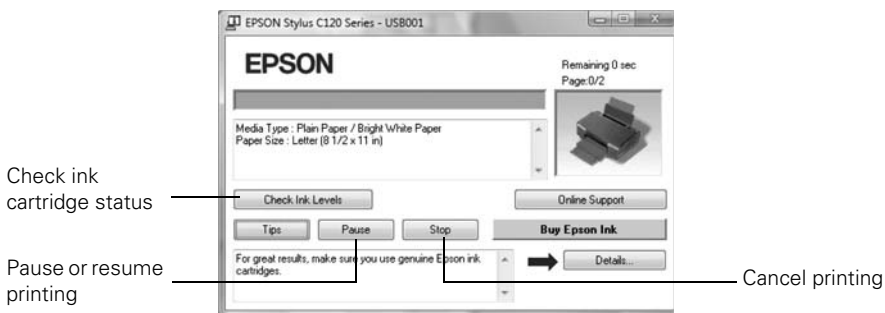 EPSON Stylus C120 Series - USB001
EPSON
Remaining 0 sec
Page:0/2
Media Type : Plain Paper / Bright White Paper
Paper Size : Letter (8 1/2 x 11 in)
Check ink
cartridge status
Check Ink Levels
Online Support
Tips
Pause
Stop
Buy Epson Ink
Pause or resume
printing
For great results, make sure you use genuine Epson ink
cartridges.
Details...
Cancel printing